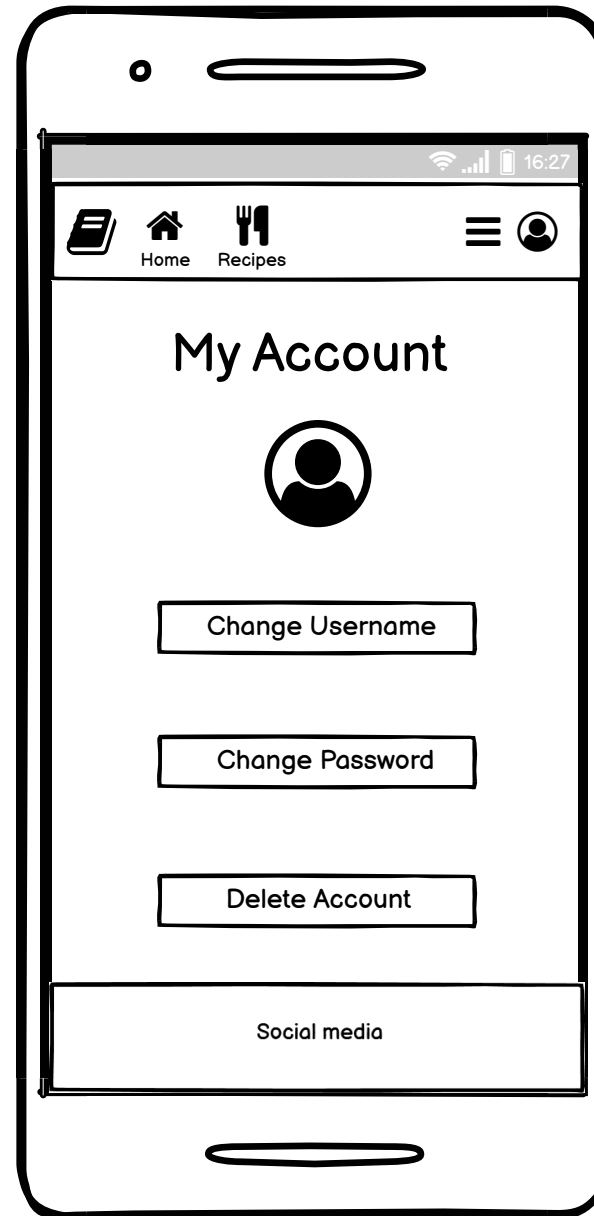 16:27
Home Recipes
My Account
Change Username
Change Password
Delete Account
Social media